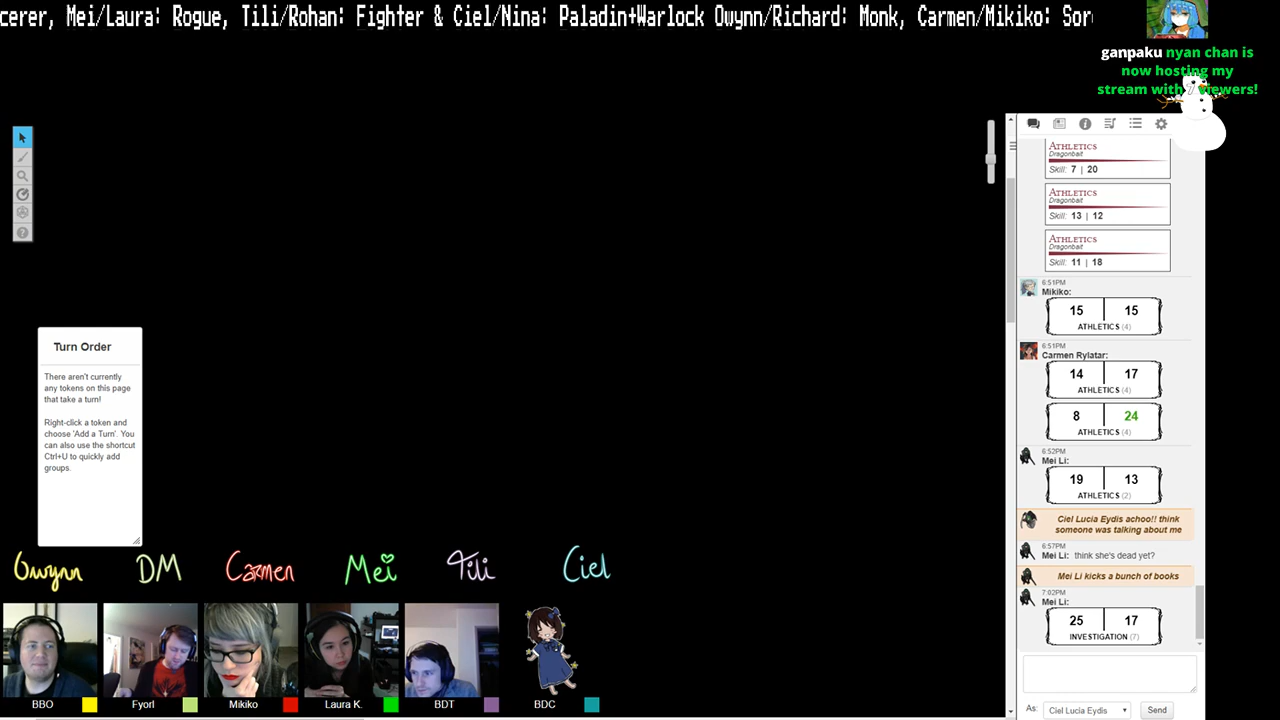 cerer, Mei/Laura: Rogue, Tili/Rohan: Fighter & Ciel/Nina: Paladin+Warlock Owynn/Richard: Monk, Carmen/Mikiko: Sor
ganpaku nyan chan is
now hosting my
stream with 7 viewers!
ATHLETICS
Dragonbait
Skill: 7 | 20
ATHLETICS
Dragonbait
Skill: 13 | 12
ATHLETICS
Dragonbait
Skill: 11 | 18
6:51PM
Mikiko:
15 | 15
ATHLETICS (4)
6:51PM
Carmen Rylatar:
14 | 17
ATHLETICS (4)
8 | 24
ATHLETICS (4)
6:52PM
Mei Li:
19 | 13
ATHLETICS (2)
Ciel Lucia Eydis achoo!! think
someone was talking about me
6:57PM
Mei Li: think she's dead yet?
Mei Li kicks a bunch of books
7:02PM
Mei Li:
25 | 17
INVESTIGATION (7)
As: Ciel Lucia Eydis Send
Turn Order
There aren't currently
any tokens on this page
that take a turn!
Right-click a token and
choose 'Add a Turn'. You
can also use the shortcut
Ctrl+U to quickly add
groups.
Owynn DM Carmen Mei Tili Ciel
BBO Fyorl Mikiko Laura K. BDT BDC